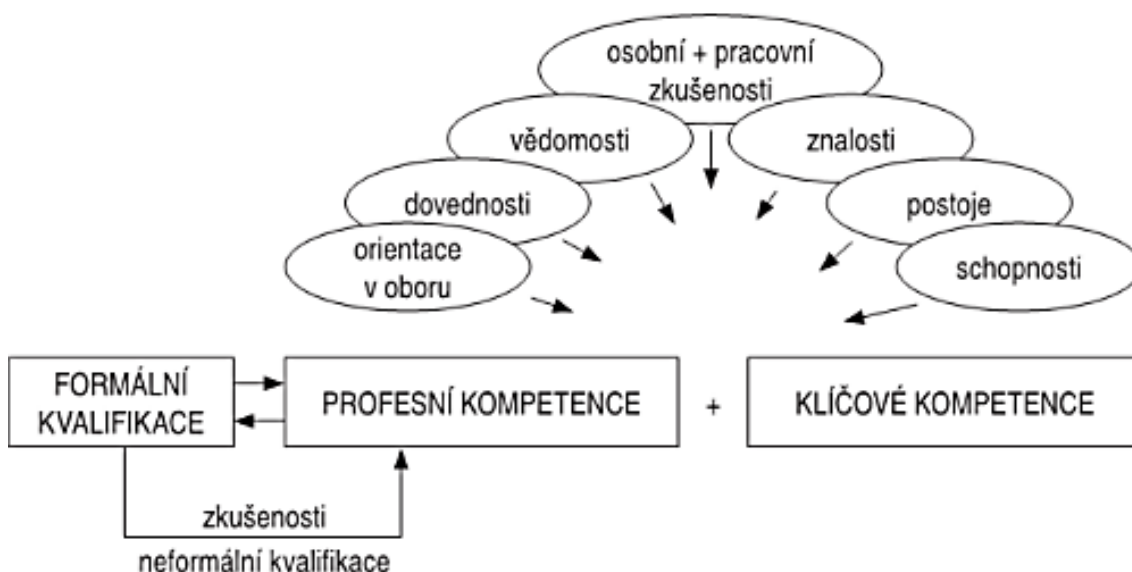 osobní + pracovní
zkušenosti
vědomosti
znalosti
dovednosti
postoje
orientace
v oboru
schopnosti
FORMÁLNÍ
KVALIFIKACE
PROFESNÍ KOMPETENCE
+
KLÍČOVÉ KOMPETENCE
zkušenosti
neformální kvalifikace